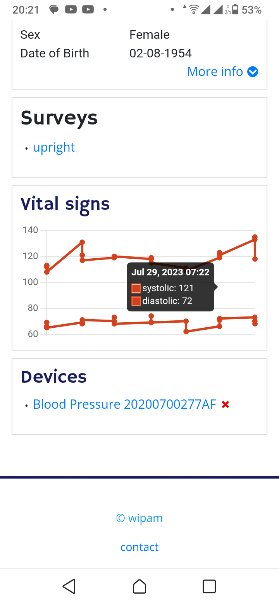 20:21
53%
Sex Female
Date of Birth 02-08-1954
More info
Surveys
upright
Vital signs
140
120
100
80
60
Jul 29, 2023 07:22
systolic: 121
diastolic: 72
Devices
Blood Pressure 20200700277AF
© wipam
contact